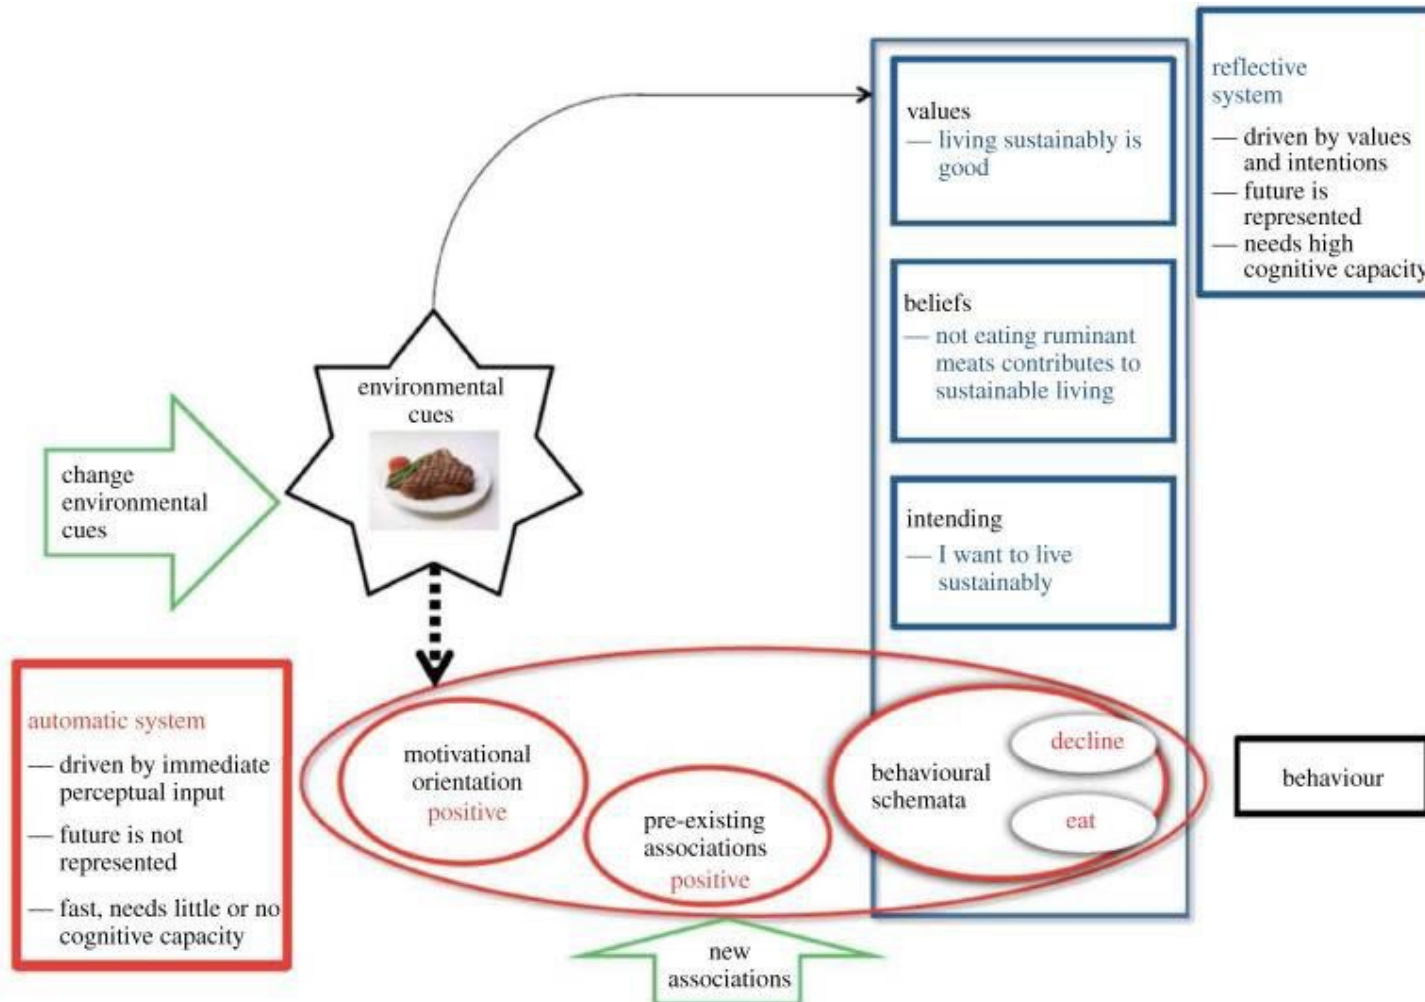 reflective
system
— driven by values
and intentions
— future is
represented
— needs high
cognitive capacity
values
— living sustainably is
good
beliefs
— not eating ruminant
meats contributes to
sustainable living
intending
— I want to live
sustainably
environmental
cues
change
environmental
cues
automatic system
— driven by immediate
perceptual input
— future is not
represented
— fast, needs little or no
cognitive capacity
motivational
orientation
positive
pre-existing
associations
positive
behavioural
schemata
decline
eat
behaviour
new
associations